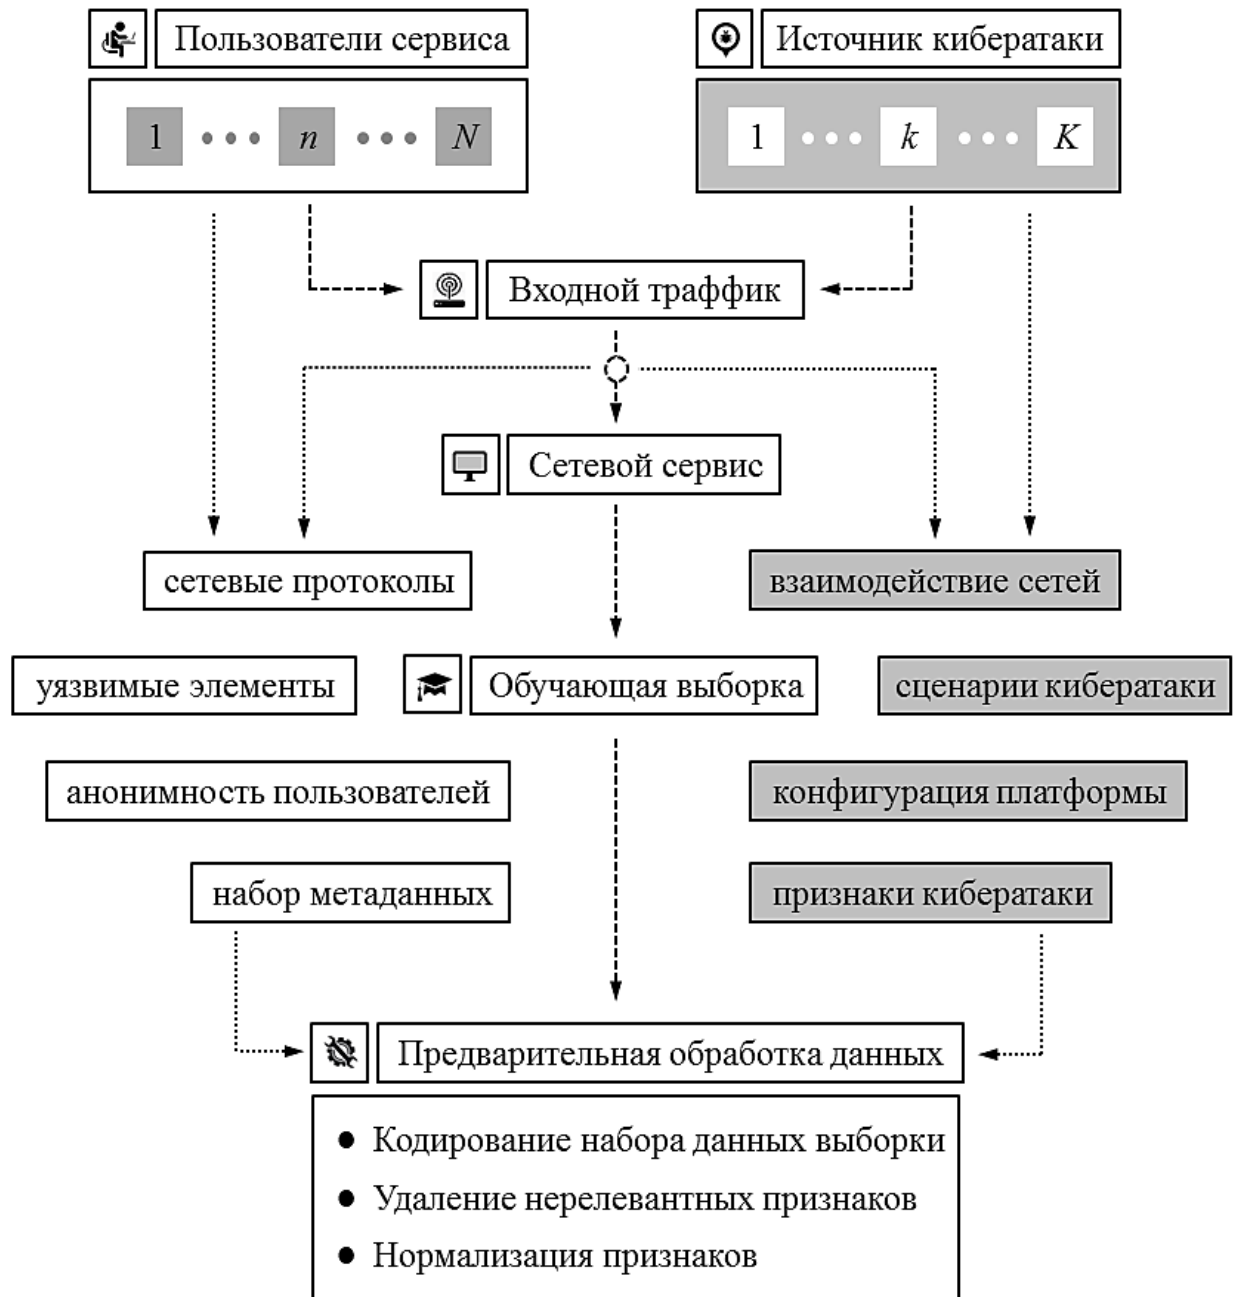 Пользователи сервиса
Источник кибератаки
1 ••• n ••• N
1 ••• k ••• K
Входной траффик
Сетевой сервис
сетевые протоколы
взаимодействие сетей
уязвимые элементы
Обучающая выборка
сценарии кибератаки
анонимность пользователей
конфигурация платформы
набор метаданных
признаки кибератаки
Предварительная обработка данных
• Кодирование набора данных выборки
• Удаление нерелевантных признаков
• Нормализация признаков